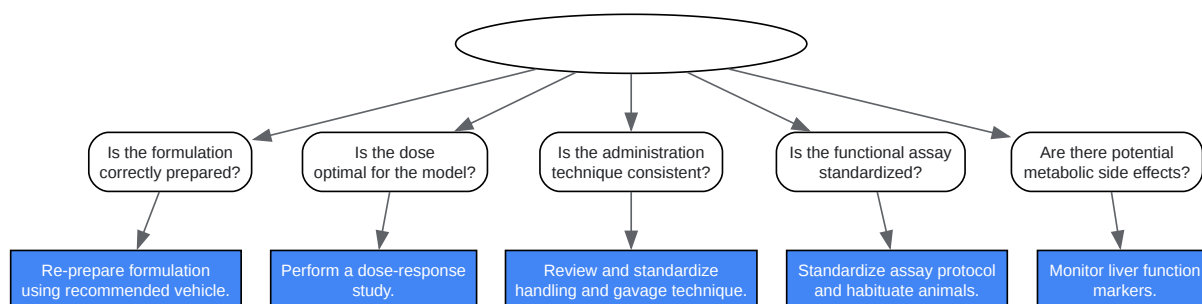 Is the formulation
correctly prepared?
Is the dose
optimal for the model?
Is the administration
technique consistent?
Is the functional assay
standardized?
Are there potential
metabolic side effects?
Re-prepare formulation
using recommended vehicle.
Perform a dose-response
study.
Review and standardize
handling and gavage technique.
Standardize assay protocol
and habituate animals.
Monitor liver function
markers.